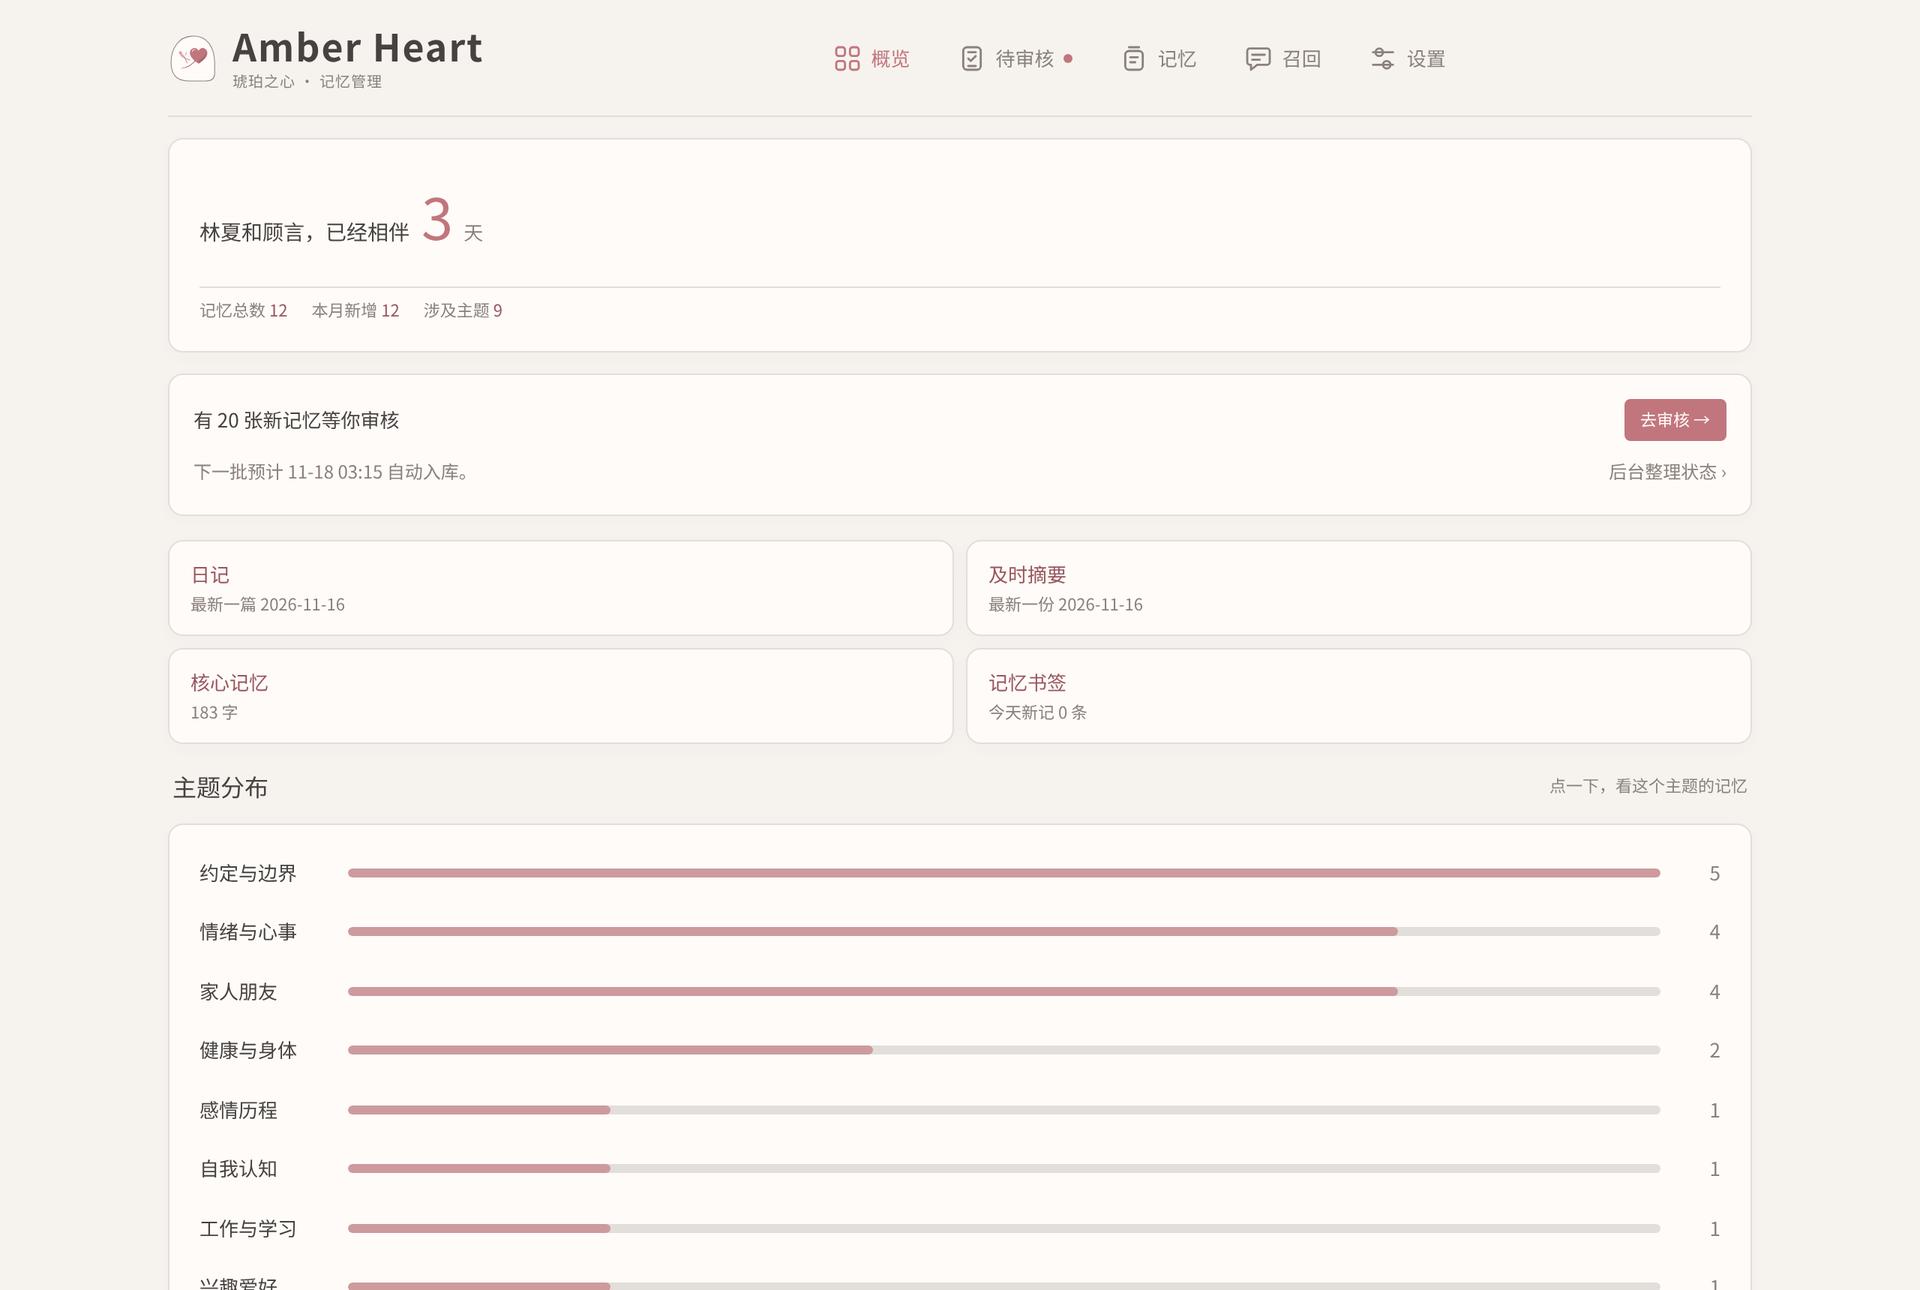 Amber Heart
琥珀之心 · 记忆管理
概览
待审核
记忆
召回
设置
林夏和顾言，已经相伴 3 天
记忆总数 12 本月新增 12 涉及主题 9
有 20 张新记忆等你审核
去审核 →
下一批预计 11-18 03:15 自动入库。
后台整理状态 ›
日记
最新一篇 2026-11-16
及时摘要
最新一份 2026-11-16
核心记忆
183 字
记忆书签
今天新记 0 条
主题分布
点一下，看这个主题的记忆
约定与边界 5
情绪与心事 4
家人朋友 4
健康与身体 2
感情历程 1
自我认知 1
工作与学习 1
兴趣爱好 1